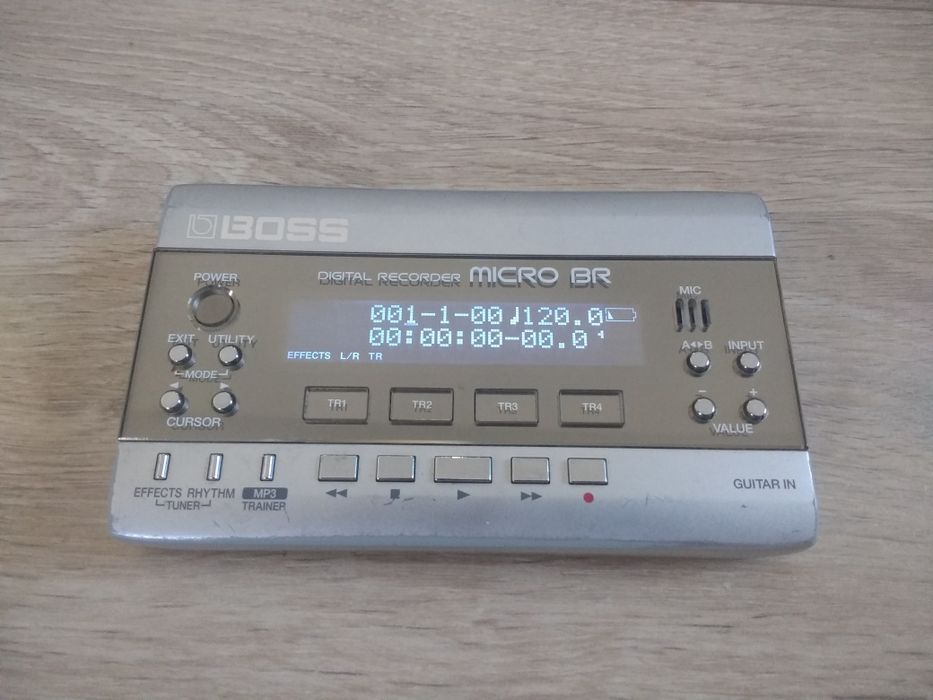 BOSS
DIGITAL RECORDER MICRO BR
POWER
MIC
001-1-00 ♩120.0
00:00:00-00.0 4
EFFECTS L/R TR
EXIT UTILITY
MODE
CURSOR
A◄►B INPUT
- +
VALUE
TR1 TR2 TR3 TR4
EFFECTS RHYTHM
TUNER
MP3
TRAINER
GUITAR IN